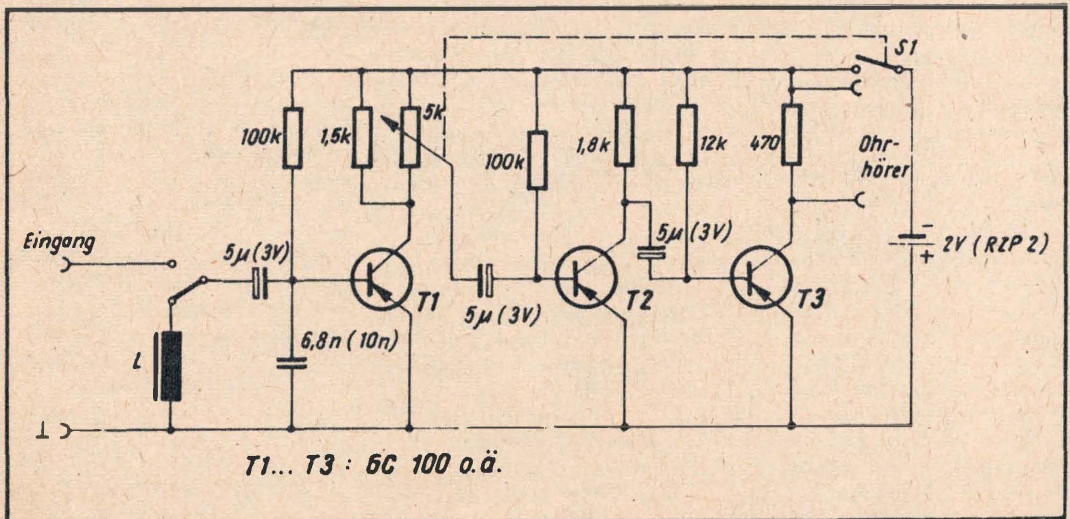 S1
100k
1,5k
5k
100k
1,8k
12k
470
Ohr-
hörer
Eingang
5µ (3V)
5µ (3V)
5µ (3V)
- 2V (RZP 2)
+
T1
T2
T3
6,8n (10n)
L
⊥
T1... T3 : GC 100 o.ä.